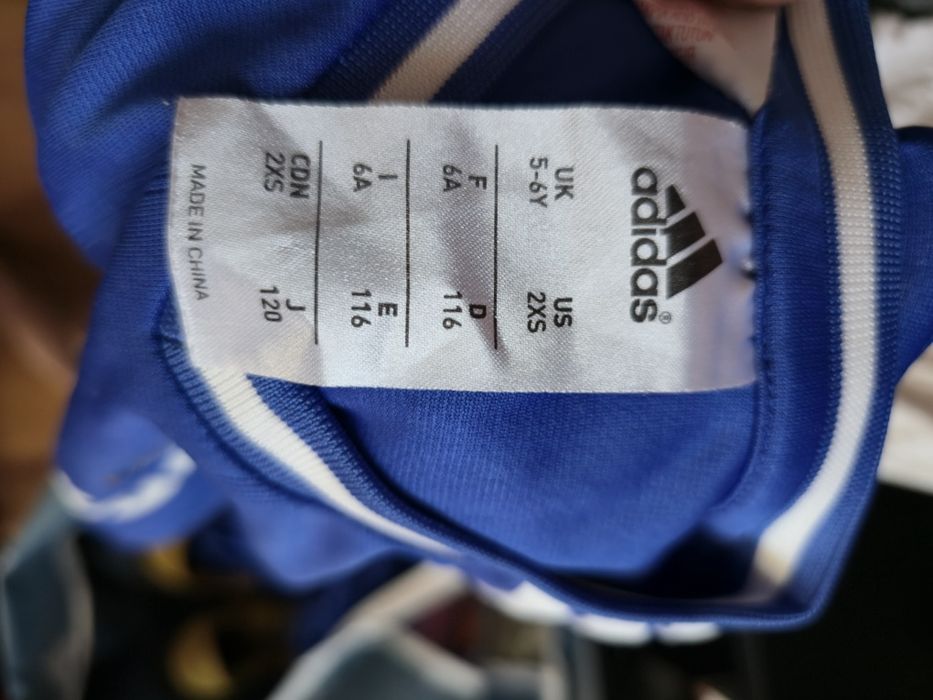 adidas®
UK US
5-6Y 2XS
F D
6A 116
I E
6A 116
CDN J
2XS 120
MADE IN CHINA